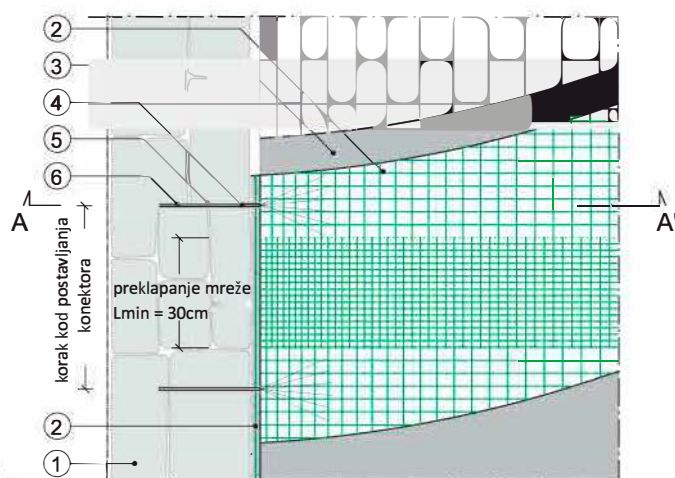 2
3
4
5
6
A
A'
korak kod postavljanja
konektora
preklapanje mreže
Lmin = 30cm
2
1